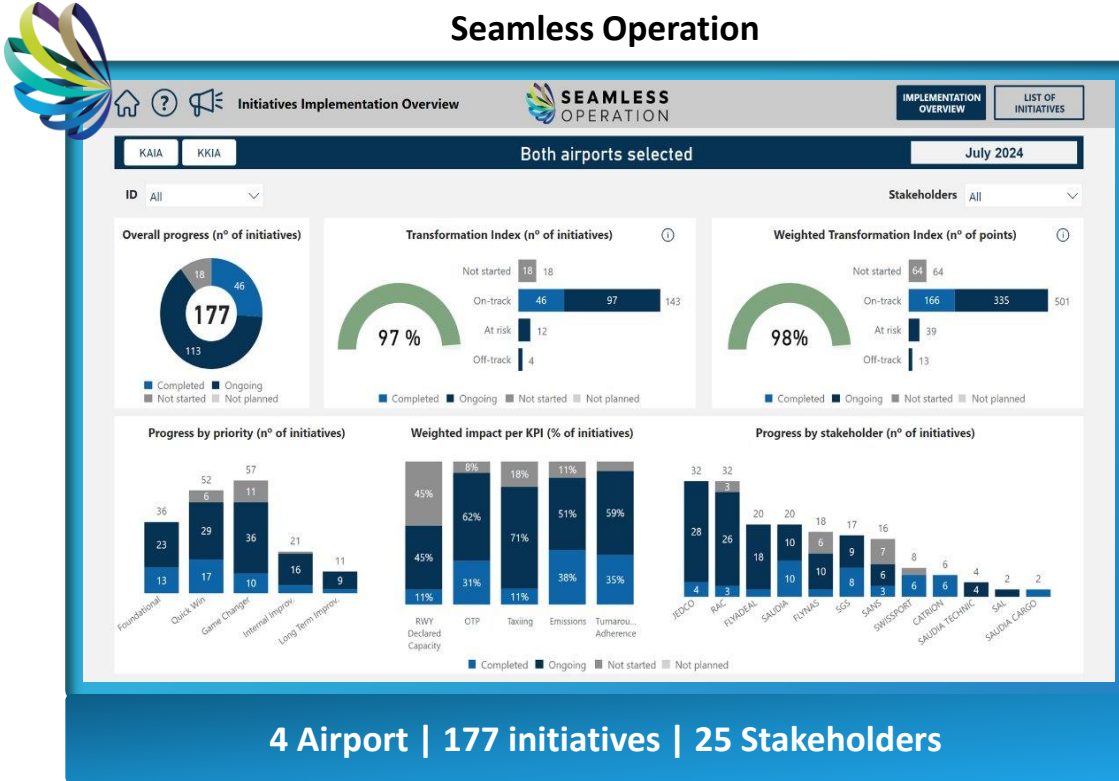 Seamless Operation
Initiatives Implementation Overview
SEAMLESS
OPERATION
IMPLEMENTATION
OVERVIEW
LIST OF
INITIATIVES
KAIA
KKIA
Both airports selected
July 2024
ID
All
Stakeholders
All
Overall progress (nº of initiatives)
18
46
177
113
Completed Ongoing
Not started Not planned
Transformation Index (nº of initiatives)
97 %
Not started 18 18
On-track 46 97 143
At risk 12
Off-track 4
Completed Ongoing Not started Not planned
Weighted Transformation Index (nº of points)
98%
Not started 64 64
On-track 166 335 501
At risk 39
Off-track 13
Completed Ongoing Not started Not planned
Progress by priority (nº of initiatives)
36
23
13
52
6
29
17
57
11
36
10
21
16
11
9
Foundational
Quick Win
Game Changer
Internal Improv.
Long Term Improv.
Weighted impact per KPI (% of initiatives)
45%
45%
11%
8%
62%
31%
18%
71%
11%
11%
51%
38%
59%
35%
RWY
Declared
Capacity
OTP
Taxiing
Emissions
Turnarou...
Adherence
Completed Ongoing Not started Not planned
Progress by stakeholder (nº of initiatives)
32
28
4
32
3
26
3
20
18
20
10
10
18
6
10
17
9
8
16
7
6
3
8
6
6
6
4
4
2
2
JEDCO
RAC
FLYADEAL
SAUDIA
FLYNAS
SGS
SANS
SWISSPORT
CATRION
SAUDIA TECHNIC
SAL
SAUDIA CARGO
4 Airport | 177 initiatives | 25 Stakeholders